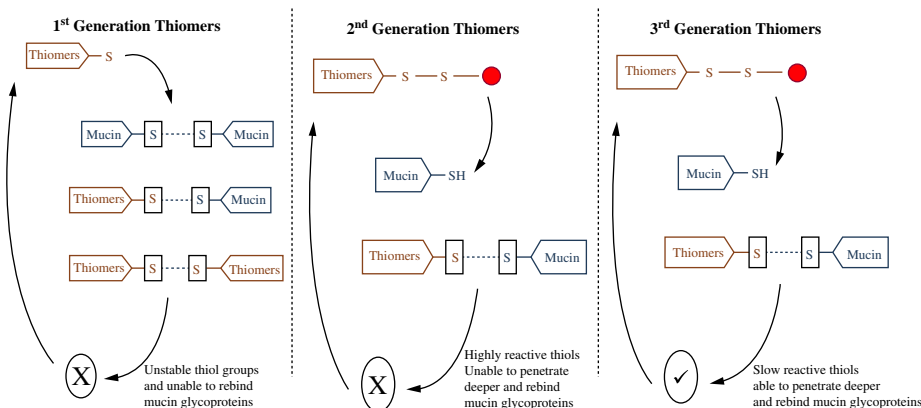 1st Generation Thiomers
Thiomers S
Mucin S S Mucin
Thiomers S S Mucin
Thiomers S S Thiomers
X
Unstable thiol groups
and unable to rebind
mucin glycoproteins
2nd Generation Thiomers
Thiomers S S
Mucin SH
Thiomers S S Mucin
X
Highly reactive thiols
Unable to penetrate
deeper and rebind
mucin glycoproteins
3rd Generation Thiomers
Thiomers S S
Mucin SH
Thiomers S S Mucin
✓
Slow reactive thiols
able to penetrate deeper
and rebind mucin glycoproteins